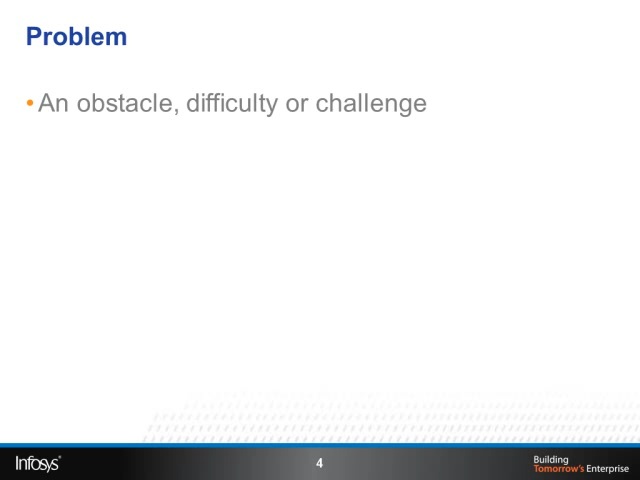 Problem
• An obstacle, difficulty or challenge
Infosys®
4
Building
Tomorrow's Enterprise